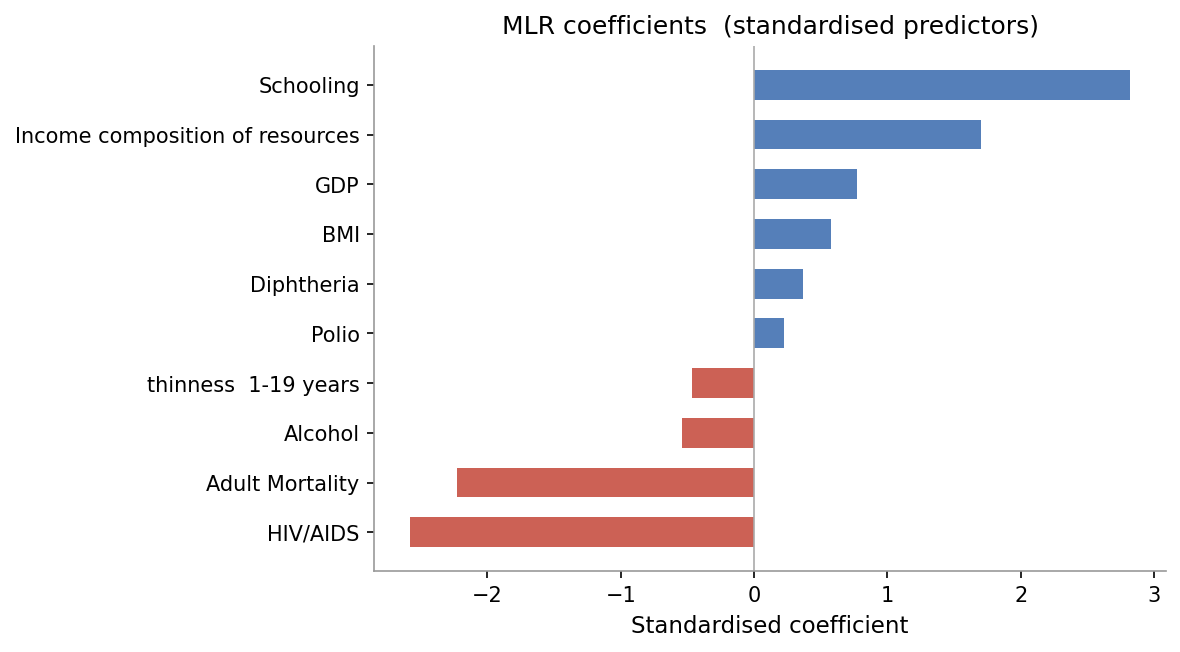 MLR coefficients  (standardised predictors)
Schooling
Income composition of resources
GDP
BMI
Diphtheria
Polio
thinness  1-19 years
Alcohol
Adult Mortality
HIV/AIDS
−2 −1 0 1 2 3
Standardised coefficient